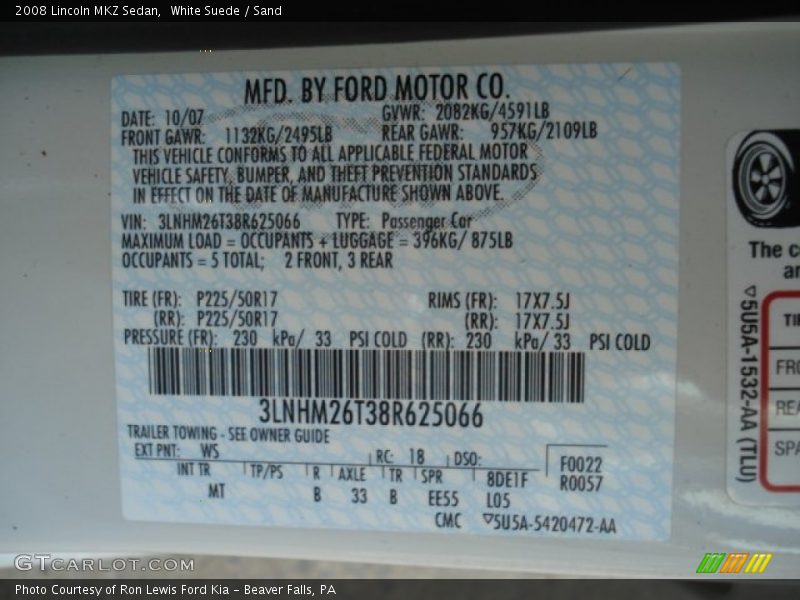 2008 Lincoln MKZ Sedan,  White Suede / Sand
MFD. BY FORD MOTOR CO.
DATE: 10/07 GVWR: 2082KG/4591LB
FRONT GAWR: 1132KG/2495LB REAR GAWR: 957KG/2109LB
THIS VEHICLE CONFORMS TO ALL APPLICABLE FEDERAL MOTOR
VEHICLE SAFETY, BUMPER, AND THEFT PREVENTION STANDARDS
IN EFFECT ON THE DATE OF MANUFACTURE SHOWN ABOVE.
VIN: 3LNHM26T38R625066 TYPE: Passenger Car
MAXIMUM LOAD = OCCUPANTS + LUGGAGE = 396KG/ 875LB
OCCUPANTS = 5 TOTAL; 2 FRONT, 3 REAR
TIRE (FR): P225/50R17 RIMS (FR): 17X7.5J
(RR): P225/50R17 (RR): 17X7.5J
PRESSURE (FR): 230 kPa/ 33 PSI COLD (RR): 230 kPa/ 33 PSI COLD
3LNHM26T38R625066
TRAILER TOWING - SEE OWNER GUIDE
EXT PNT: WS RC: 18 DSO: F0022
INT TR TP/PS R AXLE TR SPR 8DE1F R0057
MT B 33 B EE55 L05
CMC ▽5U5A-5420472-AA
The c
an
▽5U5A-1532-AA (TLU)
TI
FRO
REA
SPA
GTCARLOT.COM
Photo Courtesy of Ron Lewis Ford Kia – Beaver Falls, PA